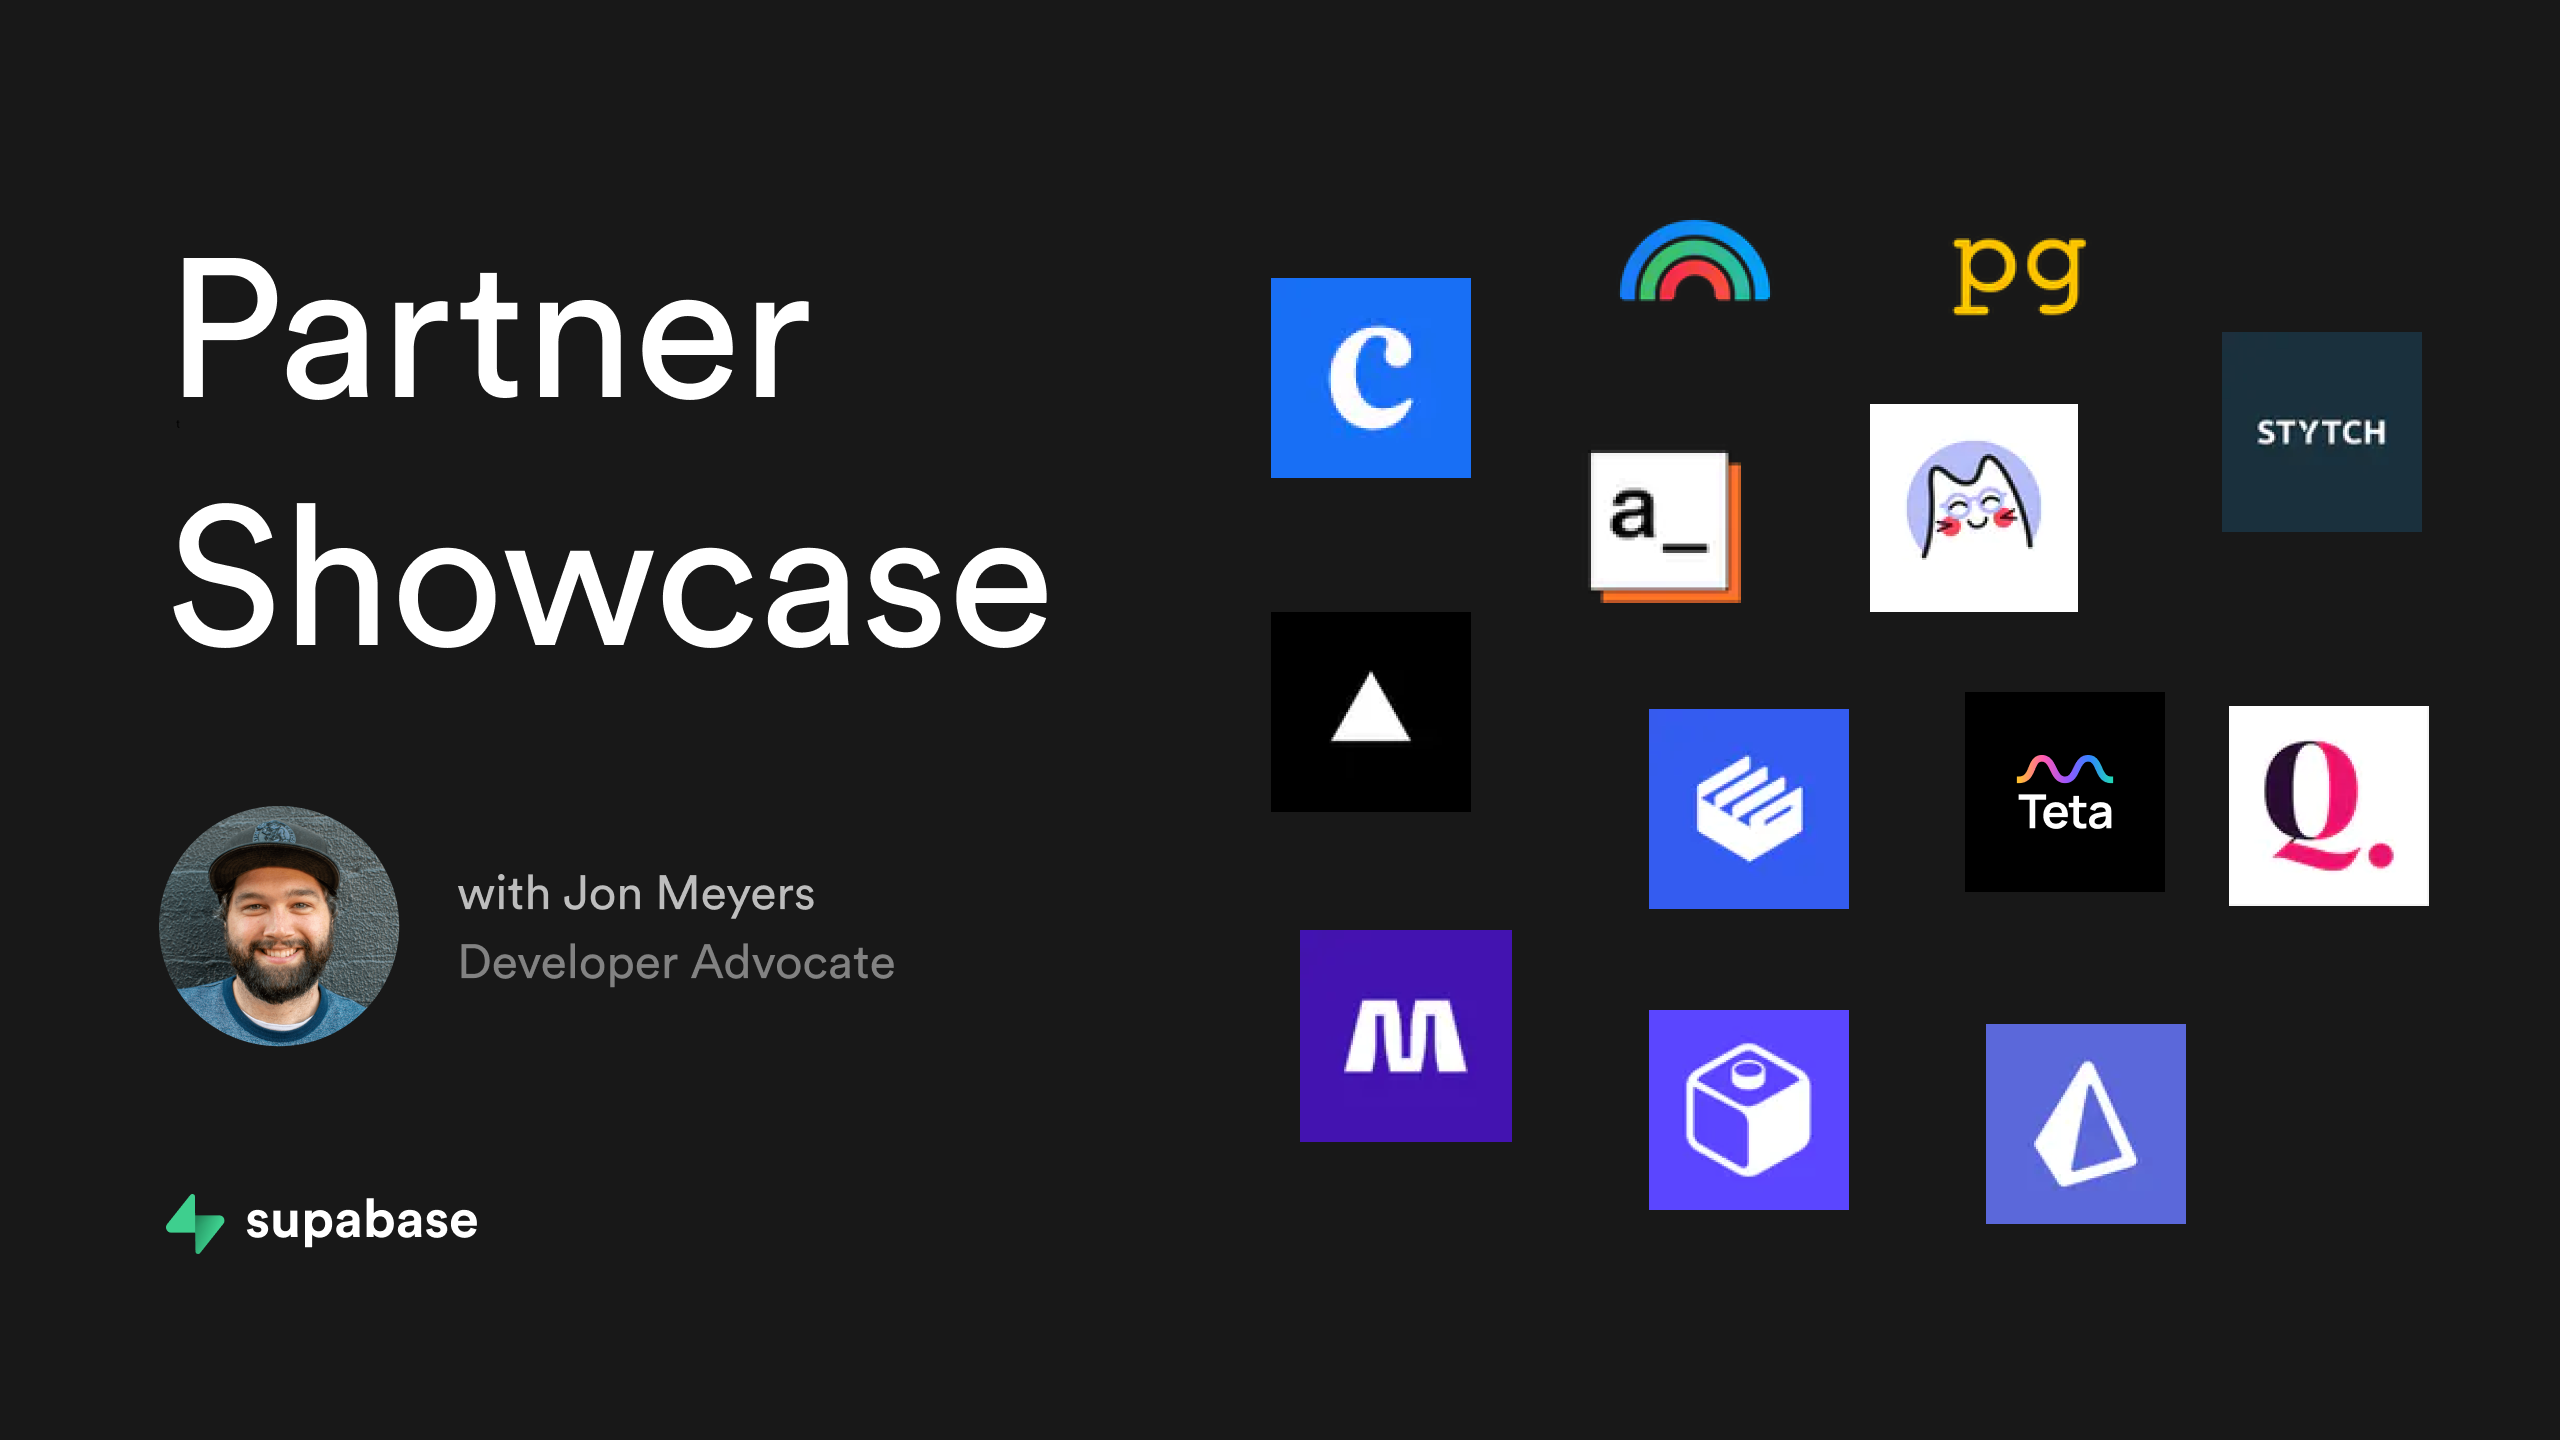 Partner
Showcase
with Jon Meyers
Developer Advocate
supabase
C
pg
STYTCH
a_
Teta
Q.
M